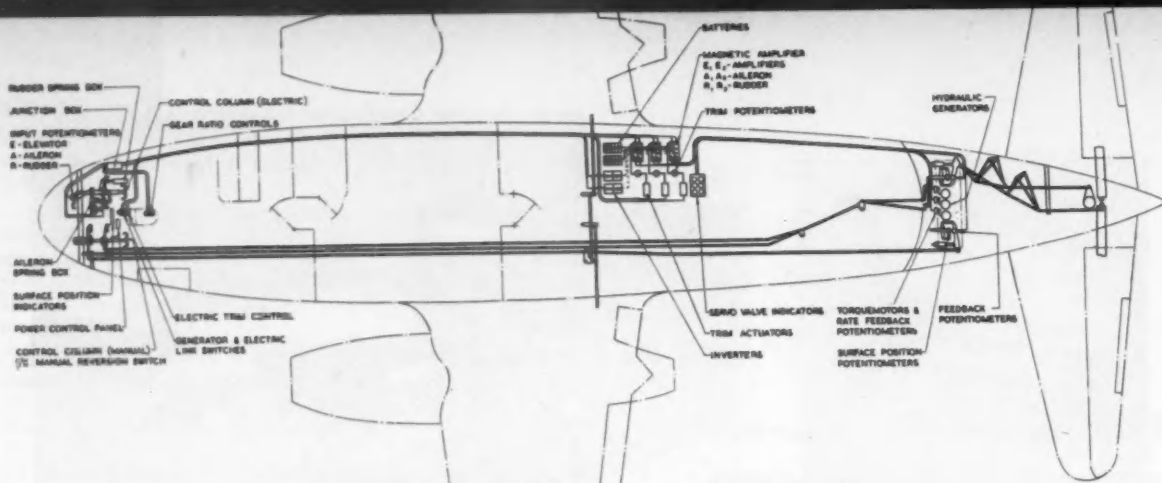 RUDDER SPRING BOX
JUNCTION BOX
INPUT POTENTIOMETERS
E-ELEVATOR
A-AILERON
R-RUDDER
CONTROL COLUMN (ELECTRIC)
GEAR RATIO CONTROLS
BATTERIES
MAGNETIC AMPLIFIER
E, E₂-AMPLIFIERS
A, A₂-AILERON
R, R₂-RUDDER
TRIM POTENTIOMETERS
HYDRAULIC
GENERATORS
AILERON
SPRING BOX
SURFACE POSITION
INDICATORS
POWER CONTROL PANEL
CONTROL COLUMN (MANUAL)
MANUAL REVERSION SWITCH
ELECTRIC TRIM CONTROL
GENERATOR & ELECTRIC
LINK SWITCHES
SERVO VALVE INDICATORS
TRIM ACTUATORS
INVERTERS
TORQUEMOTORS &
RATE FEEDBACK
POTENTIOMETERS
SURFACE POSITION
POTENTIOMETERS
FEEDBACK
POTENTIOMETERS